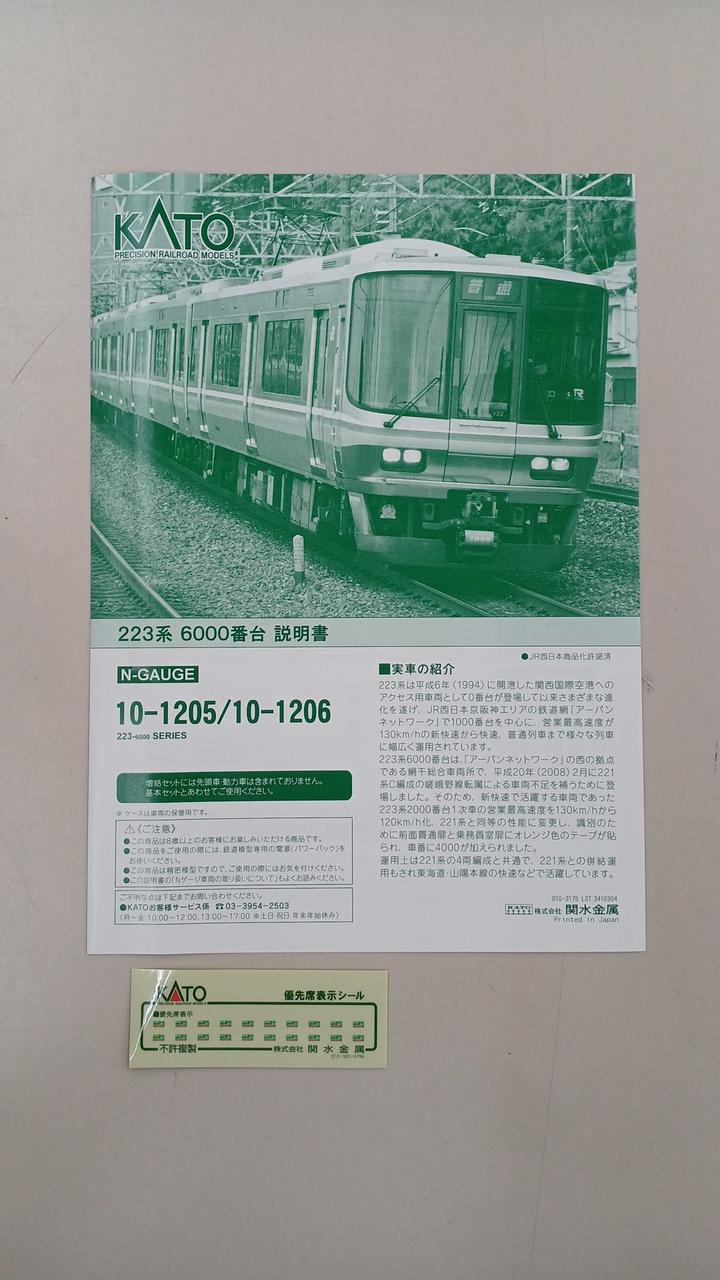 KATO
PRECISION RAILROAD MODELS
普通
V22
JR
223系 6000番台 説明書
●JR西日本商品化許諾済
N-GAUGE
10-1205/10-1206
223-6000 SERIES
増結セットには先頭車・動力車は含まれておりません。
基本セットとあわせてご使用ください。
※ ケースは車両の保管用です。
⚠《ご注意》
●この商品は8歳以上のお客様にお楽しみいただける商品です。
●この商品をご使用の際には、鉄道模型専用の電源(パワーパック)を
お使いください。
●この商品は精密模型ですので、ご使用の際にはお気を付けください。
●この説明書の「Nゲージ車両の取り扱いについて」もよくお読みください。
ご不明な点は下記までお問い合わせください。
●KATOお客様サービス係 ☎03-3954-2503
(月〜金 10:00〜12:00、13:00〜17:00 ※土日・祝日・年末年始休み)
■実車の紹介
223系は平成6年(1994)に開港した関西国際空港への
アクセス用車両として0番台が登場して以来さまざまな進
化を遂げ、JR西日本京阪神エリアの鉄道網「アーバン
ネットワーク」で1000番台を中心に、営業最高速度が
130km/hの新快速から快速、普通列車まで様々な列車
に幅広く運用されています。
223系6000番台は、「アーバンネットワーク」の西の拠点
である網干総合車両所で、平成20年(2008)2月に221
系C編成の嵯峨野線転属による車両不足を補うために登
場しました。そのため、新快速で活躍する車両であった
223系2000番台1次車の営業最高速度を130km/hから
120km/h化、221系と同等の性能に変更し、識別のた
めに前面貫通扉と乗務員室扉にオレンジ色のテープが貼
られ、車番に4000が加えられました。
運用上は221系の4両編成と共通で、221系との併結運
用もされ東海道・山陽本線の快速などで活躍しています。
010-3175 LOT 3410304
KATO 株式会社 関水金属
Printed in Japan
KATO
PRECISION RAILROAD MODELS
優先席表示シール
■優先席表示
不許複製
株式会社 関水金属